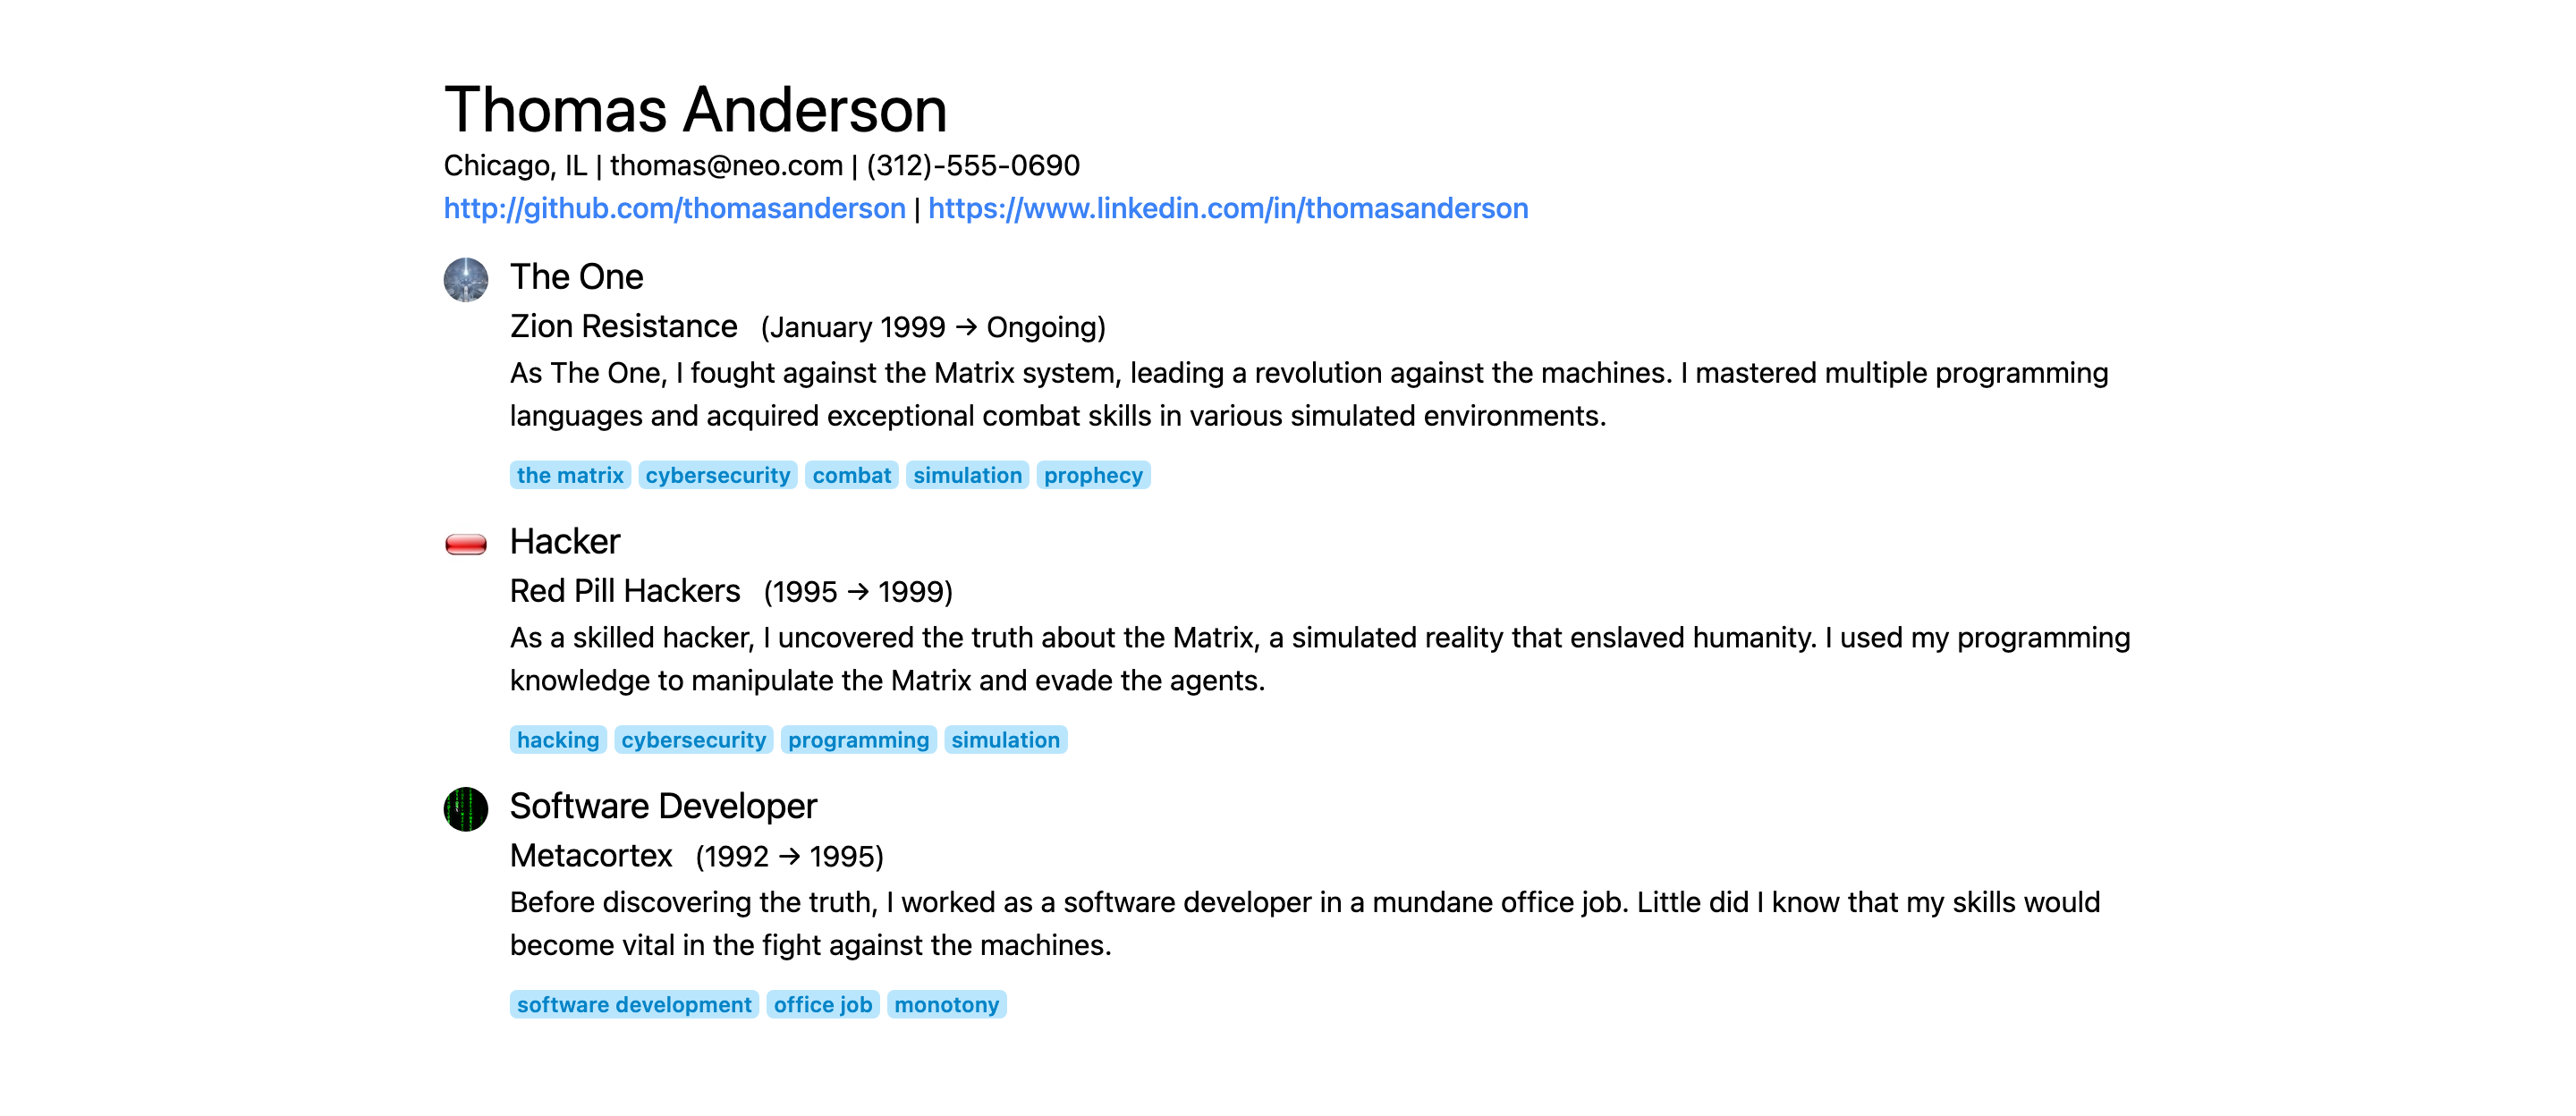 Thomas Anderson
Chicago, IL | thomas@neo.com | (312)-555-0690
http://github.com/thomasanderson | https://www.linkedin.com/in/thomasanderson
The One
Zion Resistance (January 1999 → Ongoing)
As The One, I fought against the Matrix system, leading a revolution against the machines. I mastered multiple programming
languages and acquired exceptional combat skills in various simulated environments.
the matrix cybersecurity combat simulation prophecy
Hacker
Red Pill Hackers (1995 → 1999)
As a skilled hacker, I uncovered the truth about the Matrix, a simulated reality that enslaved humanity. I used my programming
knowledge to manipulate the Matrix and evade the agents.
hacking cybersecurity programming simulation
Software Developer
Metacortex (1992 → 1995)
Before discovering the truth, I worked as a software developer in a mundane office job. Little did I know that my skills would
become vital in the fight against the machines.
software development office job monotony